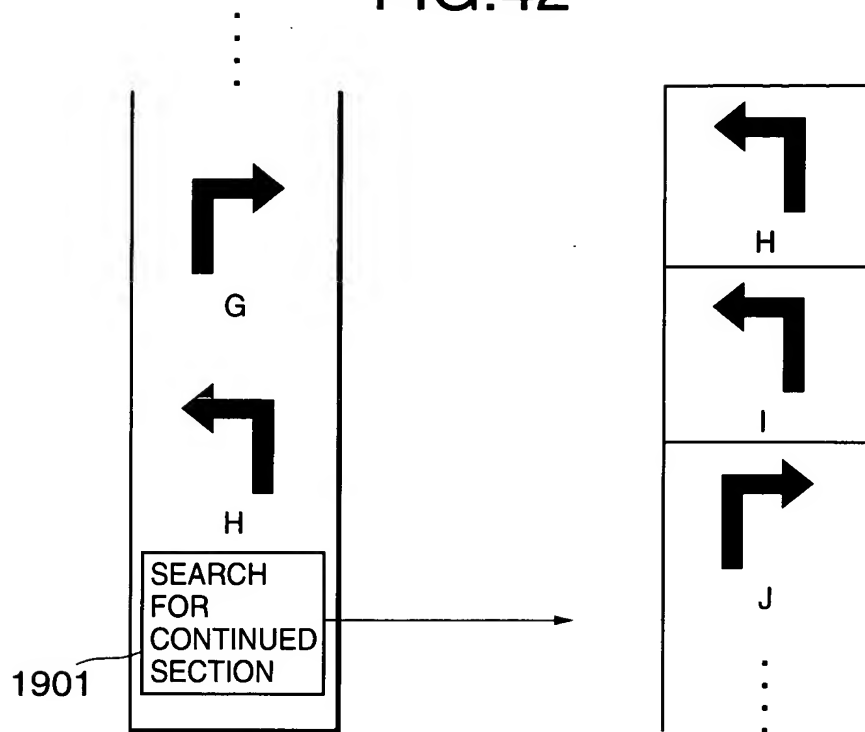 FIG.42
G
H
SEARCH
FOR
CONTINUED
SECTION
1901
H
I
J